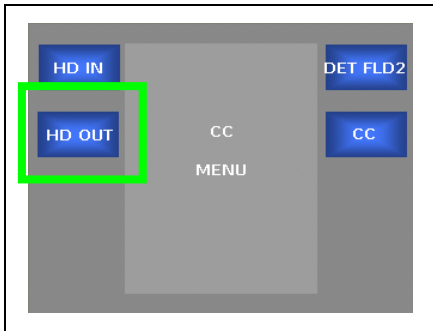 HD IN
DET FLD2
HD OUT
CC
CC
MENU